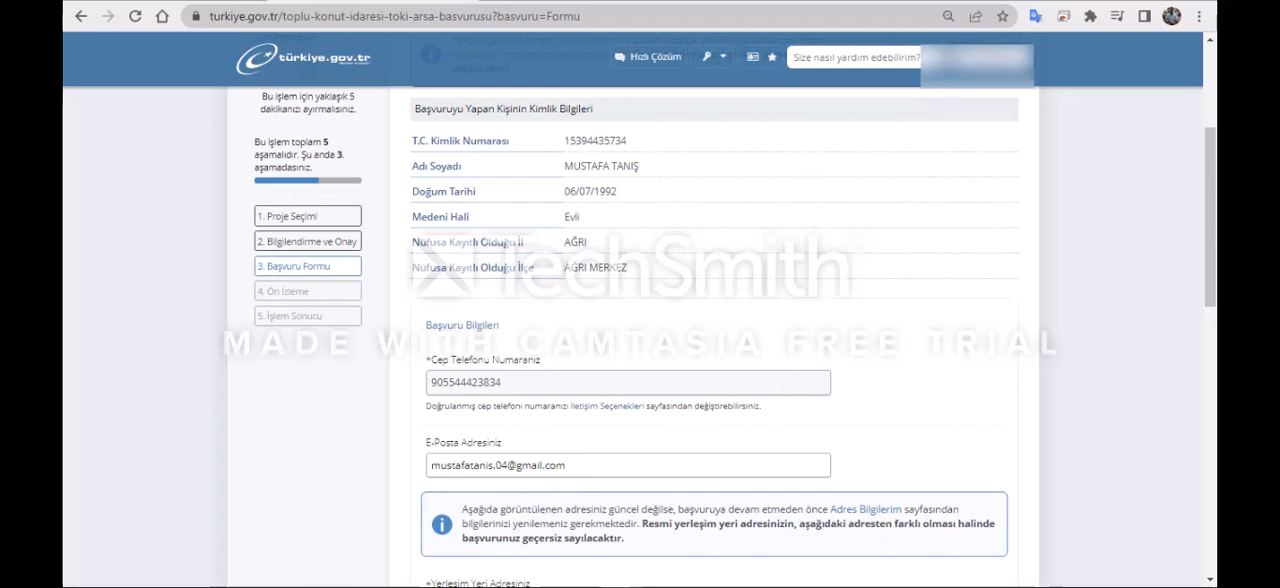 turkiye.gov.tr/toplu-konut-idaresi-toki-arsa-basvurusu?basvuru=Formu
türkiye.gov.tr
Hızlı Çözüm
Size nasıl yardım edebilirim?
sayılacaktır.
Bu işlem için yaklaşık 5
dakikanızı ayırmalısınız.
Bu işlem toplam 5
aşamalıdır. Şu anda 3.
aşamadasınız.
1. Proje Seçimi
2. Bilgilendirme ve Onay
3. Başvuru Formu
4. Ön İzleme
5. İşlem Sonucu
Başvuruyu Yapan Kişinin Kimlik Bilgileri
T.C. Kimlik Numarası 15394435734
Adı Soyadı MUSTAFA TANIŞ
Doğum Tarihi 06/07/1992
Medeni Hali Evli
Nüfusa Kayıtlı Olduğu İl AĞRI
Nüfusa Kayıtlı Olduğu İlçe AĞRI MERKEZ
TechSmith
MADE WITH CAMTASIA FREE TRIAL
Başvuru Bilgileri
*Cep Telefonu Numaranız
905544423834
Doğrulanmış cep telefonu numaranızı İletişim Seçenekleri sayfasından değiştirebilirsiniz.
E-Posta Adresiniz
mustafatanis.04@gmail.com
Aşağıda görüntülenen adresiniz güncel değilse, başvuruya devam etmeden önce Adres Bilgilerim sayfasından
bilgilerinizi yenilemeniz gerekmektedir. Resmi yerleşim yeri adresinizin, aşağıdaki adresten farklı olması halinde
başvurunuz geçersiz sayılacaktır.
*Yerleşim Yeri Adresiniz